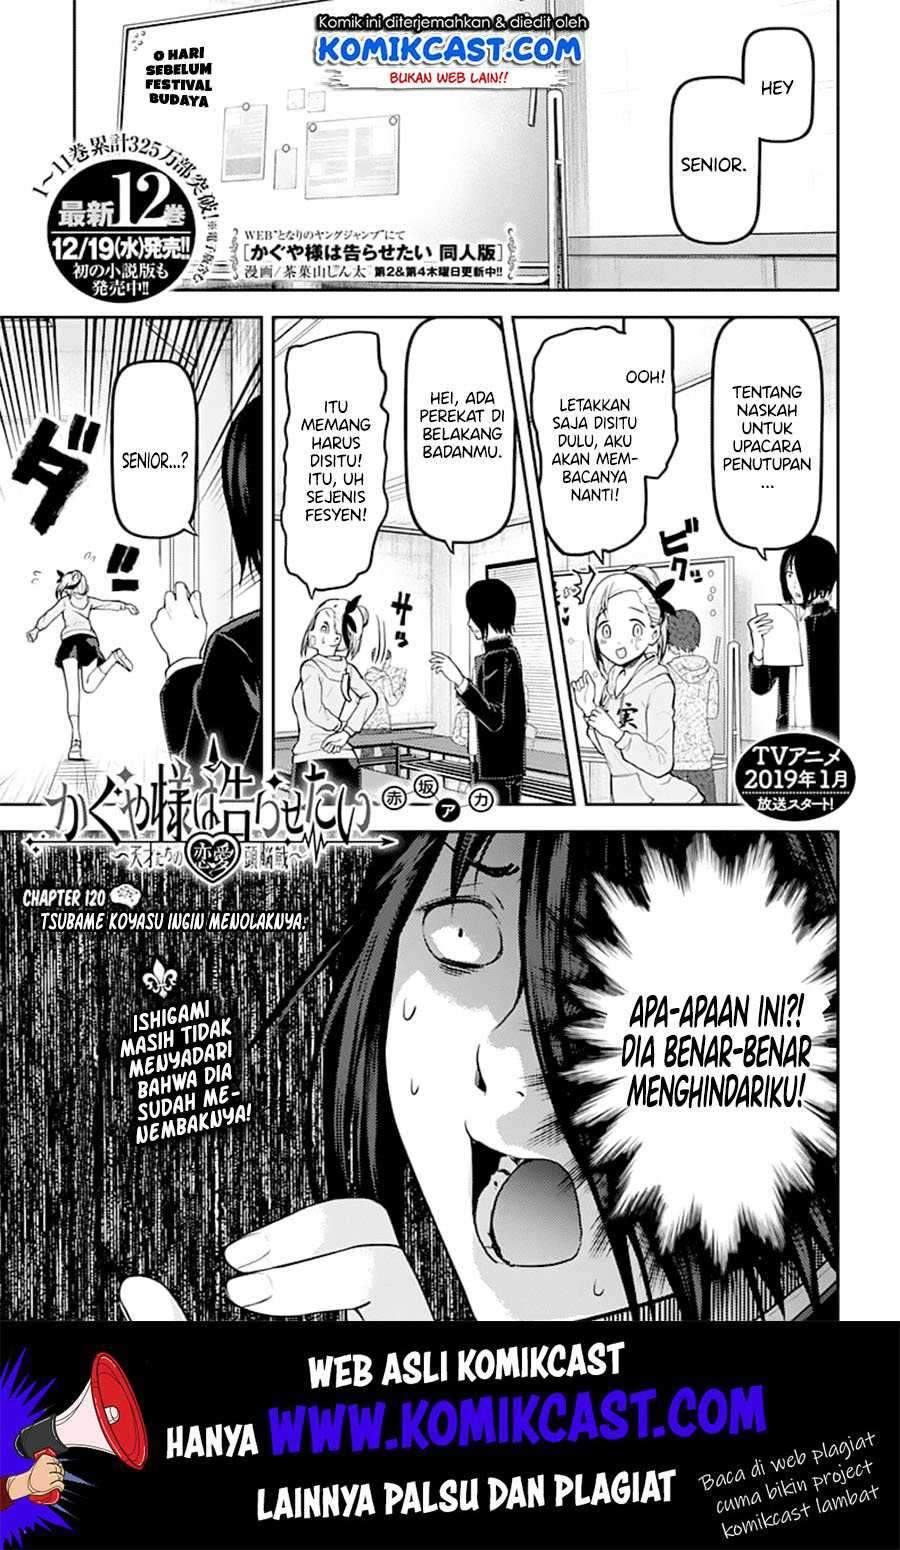 Komik ini diterjemahkan & diedit oleh
KOMIKCAST.COM
BUKAN WEB LAIN!!
0 HARI
SEBELUM
FESTIVAL
BUDAYA
HEY
SENIOR.
1〜11巻累計325万部突破!
※電子版含む
最新12巻
12/19(水)発売!!
初の小説版も
発売中!!
WEB"となりのヤングジャンプ"にて
[かぐや様は告らせたい 同人版]
漫画/茶菓山しん太 第2&第4木曜日更新中!!
TENTANG
NASKAH
UNTUK
UPACARA
PENUTUPAN
...
OOH!
LETAKKAN
SAJA DISITU
DULU, AKU
AKAN MEM-
BACANYA
NANTI!
ビクッ
HEI, ADA
PEREKAT DI
BELAKANG
BADANMU.
ITU
MEMANG
HARUS
DISITU!
ITU, UH
SEJENIS
FESYEN!
サッ
SENIOR...?
ダッ!!
実
TVアニメ
2019年1月
放送スタート!
かぐや様は告らせたい
〜天才たちの恋愛頭脳戦〜
赤坂アカ
CHAPTER 120
TSUBAME KOYASU INGIN MENOLAKNYA.
ISHIGAMI
MASIH TIDAK
MENYADARI
BAHWA DIA
SUDAH ME-
NEMBAKNYA!
APA-APAAN INI?!
DIA BENAR-BENAR
MENGHINDARIKU!
WEB ASLI KOMIKCAST
HANYA WWW.KOMIKCAST.COM
LAINNYA PALSU DAN PLAGIAT
Baca di web plagiat
cuma bikin project
komikcast lambat